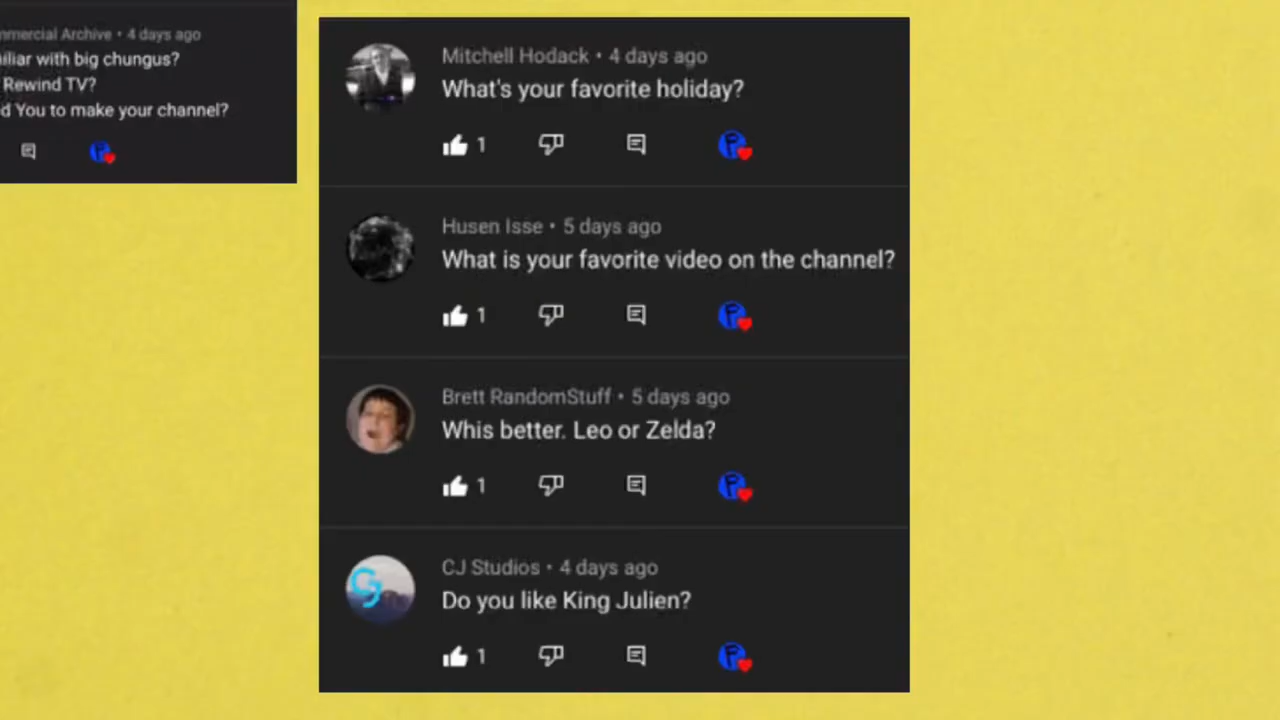 Commercial Archive • 4 days ago
big chungus?
Rewind TV?
You to make your channel?
Mitchell Hodack • 4 days ago
What's your favorite holiday?
1
Husen Isse • 5 days ago
What is your favorite video on the channel?
1
Brett RandomStuff • 5 days ago
Whis better. Leo or Zelda?
1
CJ Studios • 4 days ago
Do you like King Julien?
1